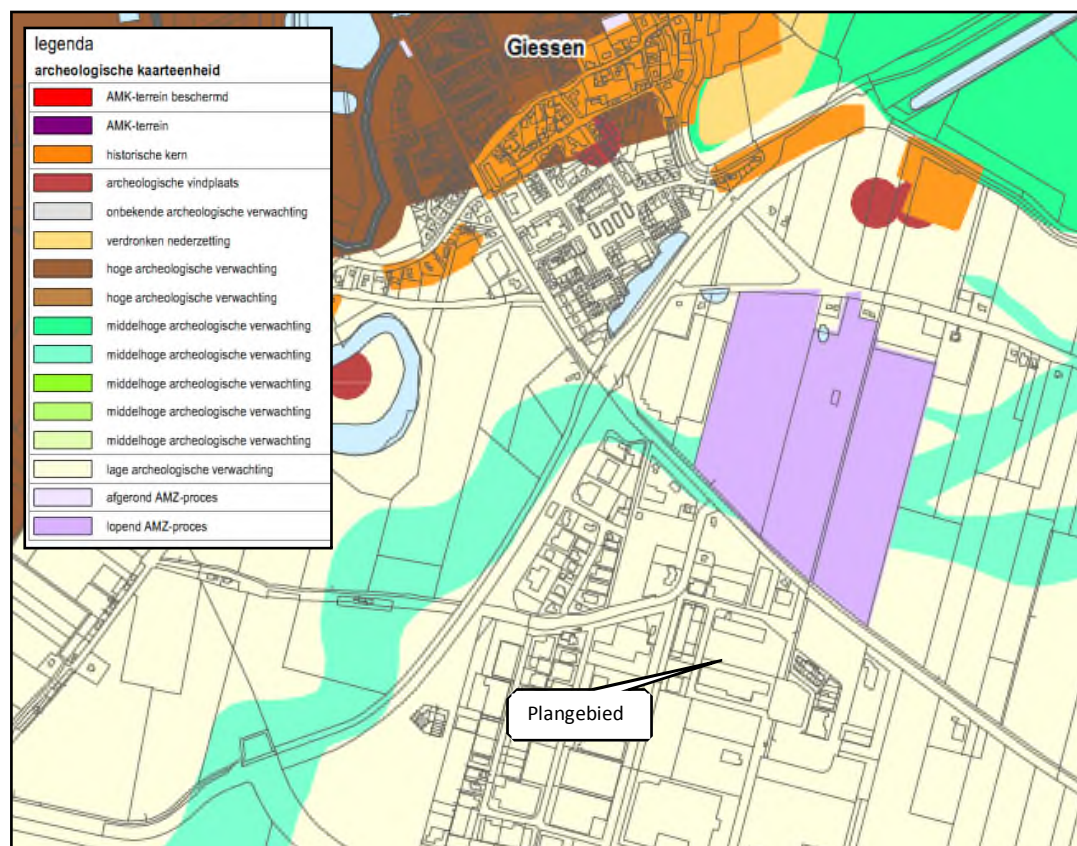 Giessen
legenda
archeologische kaarteenheid
AMK-terrein beschermd
AMK-terrein
historische kern
archeologische vindplaats
onbekende archeologische verwachting
verdronken nederzetting
hoge archeologische verwachting
hoge archeologische verwachting
middelhoge archeologische verwachting
middelhoge archeologische verwachting
middelhoge archeologische verwachting
middelhoge archeologische verwachting
middelhoge archeologische verwachting
lage archeologische verwachting
afgerond AMZ-proces
lopend AMZ-proces
Plangebied